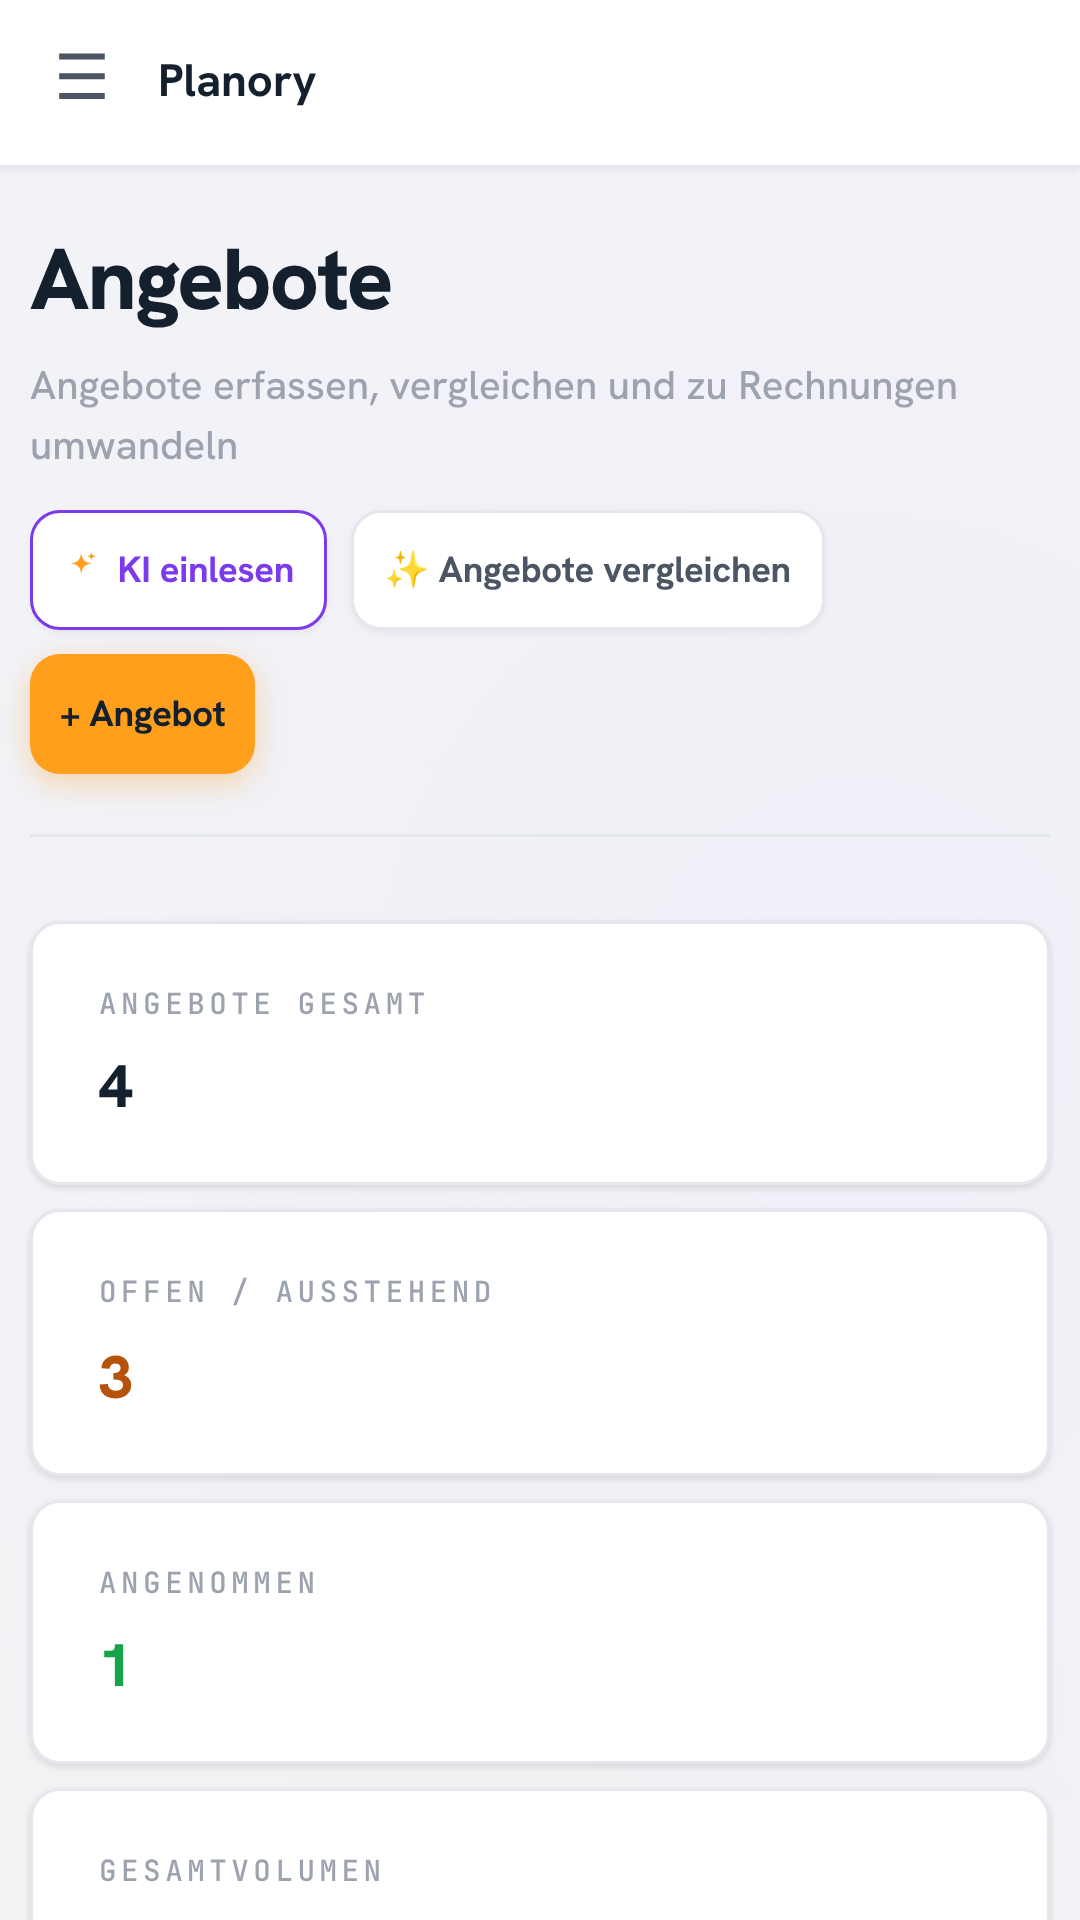 Planory
Angebote
Angebote erfassen, vergleichen und zu Rechnungen
umwandeln
KI einlesen
✨ Angebote vergleichen
+ Angebot
ANGEBOTE GESAMT
4
OFFEN / AUSSTEHEND
3
ANGENOMMEN
1
GESAMTVOLUMEN